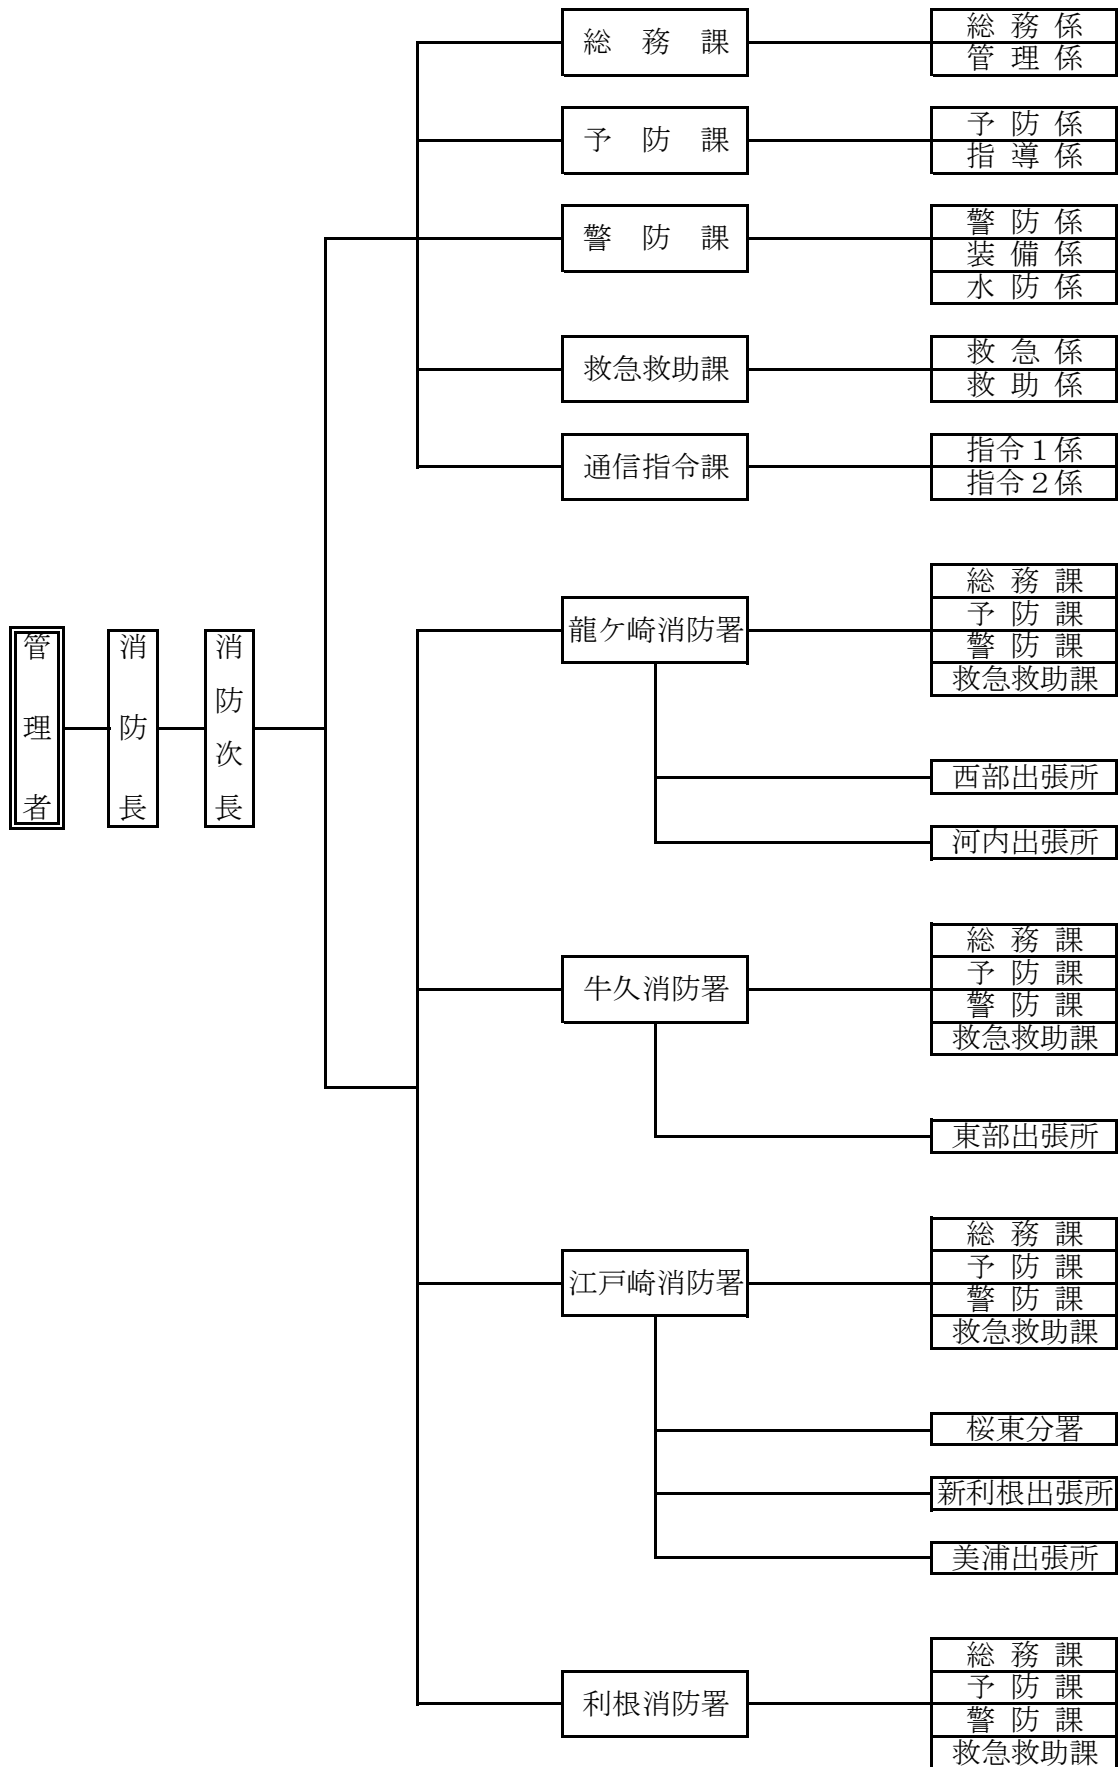 管理者
消防長
消防次長
総務課
総務係
管理係
予防課
予防係
指導係
警防課
警防係
装備係
水防係
救急救助課
救急係
救助係
通信指令課
指令１係
指令２係
龍ケ崎消防署
総務課
予防課
警防課
救急救助課
西部出張所
河内出張所
牛久消防署
総務課
予防課
警防課
救急救助課
東部出張所
江戸崎消防署
総務課
予防課
警防課
救急救助課
桜東分署
新利根出張所
美浦出張所
利根消防署
総務課
予防課
警防課
救急救助課